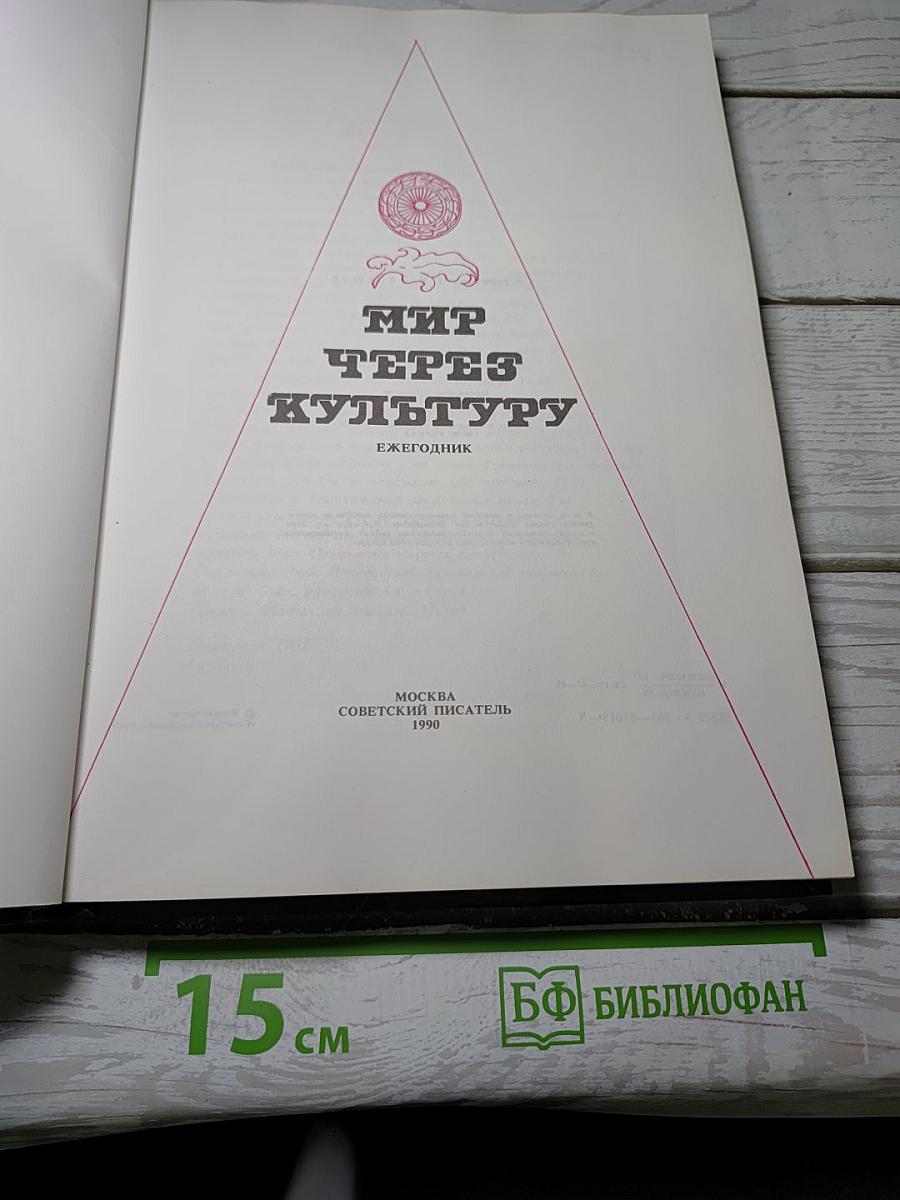 МИР
ЧЕРЕЗ
КУЛЬТУРУ
ЕЖЕГОДНИК
МОСКВА
СОВЕТСКИЙ ПИСАТЕЛЬ
1990
15 см
БФ БИБЛИОФАН